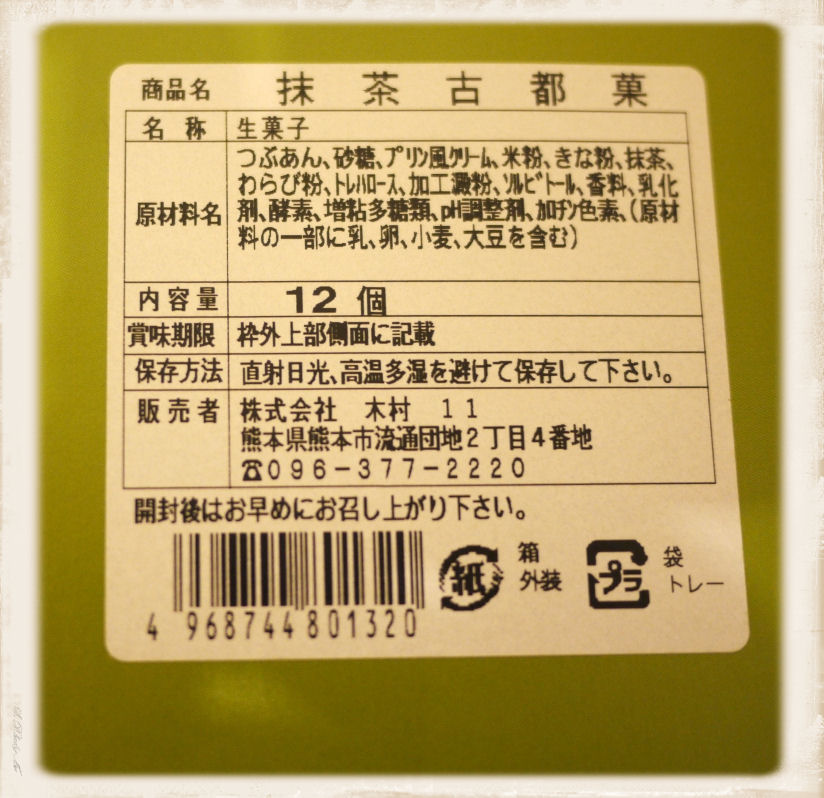 商品名 抹茶古都菓
名称 生菓子
原材料名 つぶあん、砂糖、プリン風クリーム、米粉、きな粉、抹茶、
わらび粉、トレハロース、加工澱粉、ソルビトール、香料、乳化
剤、酵素、増粘多糖類、pH調整剤、カロチン色素、(原材
料の一部に乳、卵、小麦、大豆を含む)
内容量 12個
賞味期限 枠外上部側面に記載
保存方法 直射日光、高温多湿を避けて保存して下さい。
販売者 株式会社 木村 11
熊本県熊本市流通団地2丁目4番地
☎096-377-2220
開封後はお早めにお召し上がり下さい。
紙 箱
外装
プラ 袋
トレー
4 968744 801320